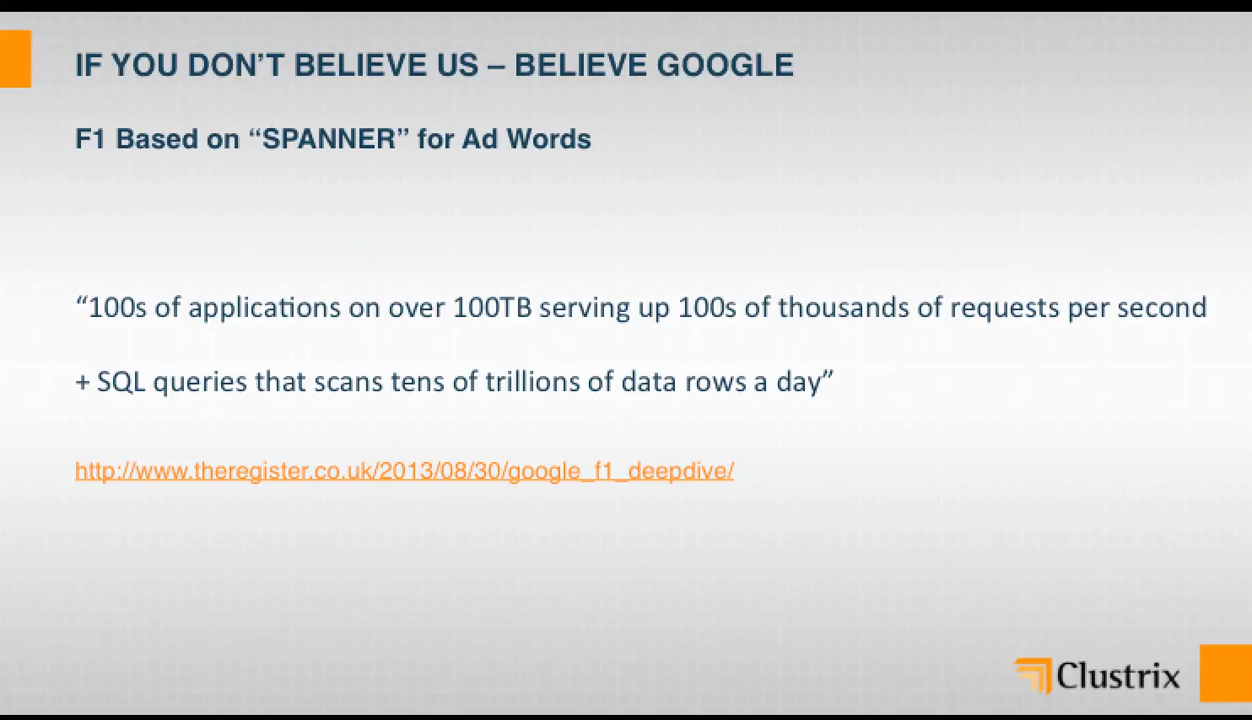 IF YOU DON’T BELIEVE US – BELIEVE GOOGLE
F1 Based on “SPANNER” for Ad Words
“100s of applications on over 100TB serving up 100s of thousands of requests per second
+ SQL queries that scans tens of trillions of data rows a day”
http://www.theregister.co.uk/2013/08/30/google_f1_deepdive/
Clustrix